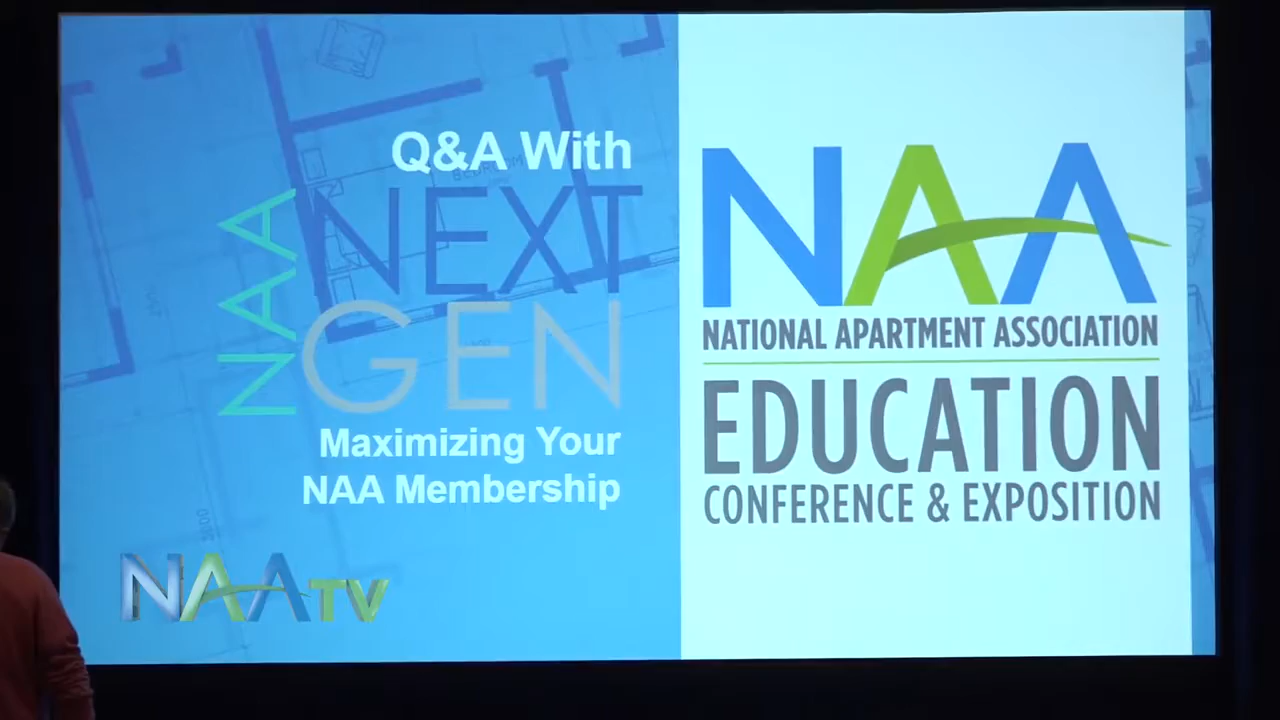 Q&A With
NAA
NEXT
GEN
Maximizing Your
NAA Membership
NAA TV
NAA
NATIONAL APARTMENT ASSOCIATION
EDUCATION
CONFERENCE & EXPOSITION